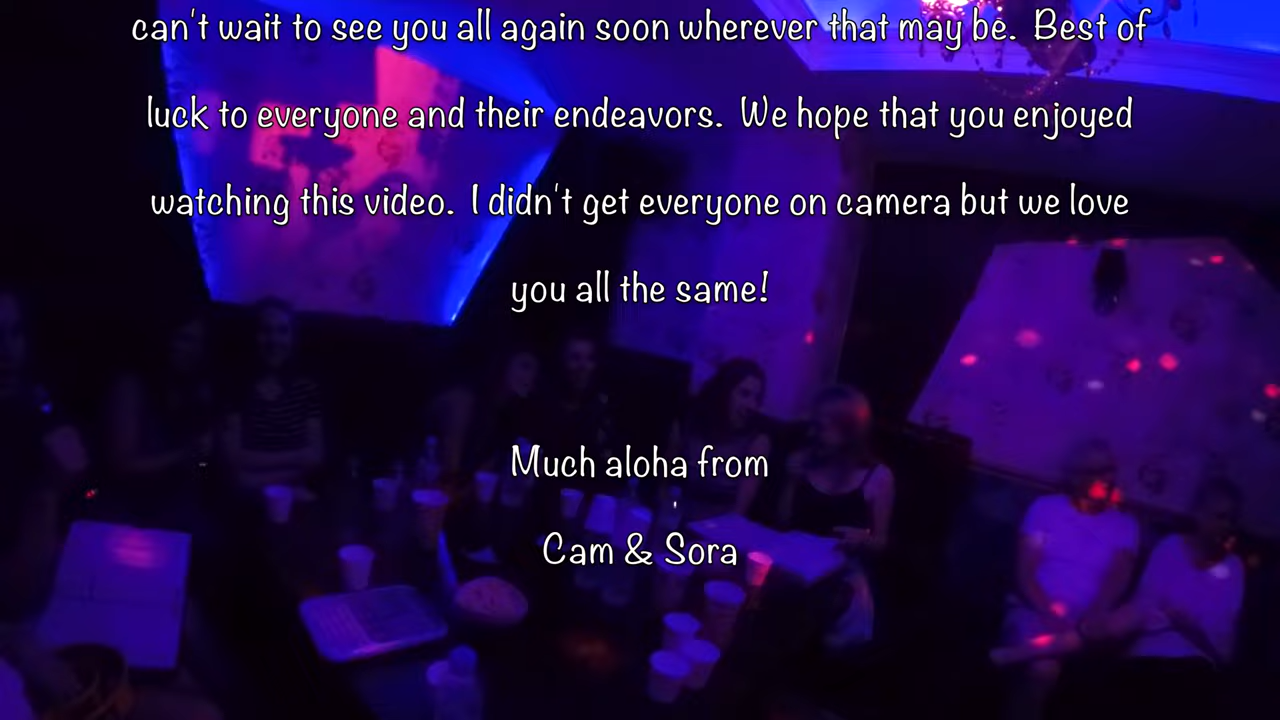 can't wait to see you all again soon wherever that may be. Best of
luck to everyone and their endeavors. We hope that you enjoyed
watching this video. I didn't get everyone on camera but we love
you all the same!
Much aloha from
Cam & Sora